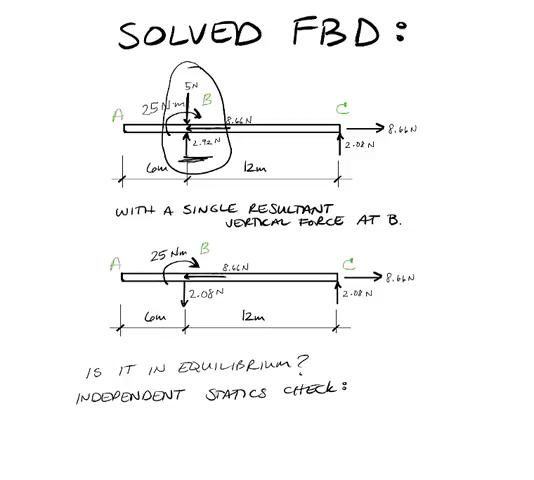 SOLVED FBD:
5N
25 Nm B
A C
8.66N
8.66N
2.92N
2.08N
6m 12m
WITH A SINGLE RESULTANT
VERTICAL FORCE AT B.
25 Nm B
A C
8.66N
8.66N
2.08N
2.08N
6m 12m
IS IT IN EQUILIBRIUM?
INDEPENDENT STATICS CHECK: